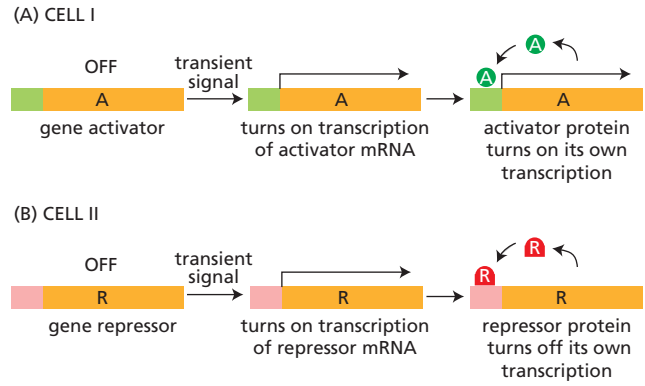 (A) CELL I
OFF
transient
signal
A
A
A
A
A
gene activator
turns on transcription
of activator mRNA
activator protein
turns on its own
transcription
(B) CELL II
OFF
transient
signal
R
R
R
R
R
gene repressor
turns on transcription
of repressor mRNA
repressor protein
turns off its own
transcription